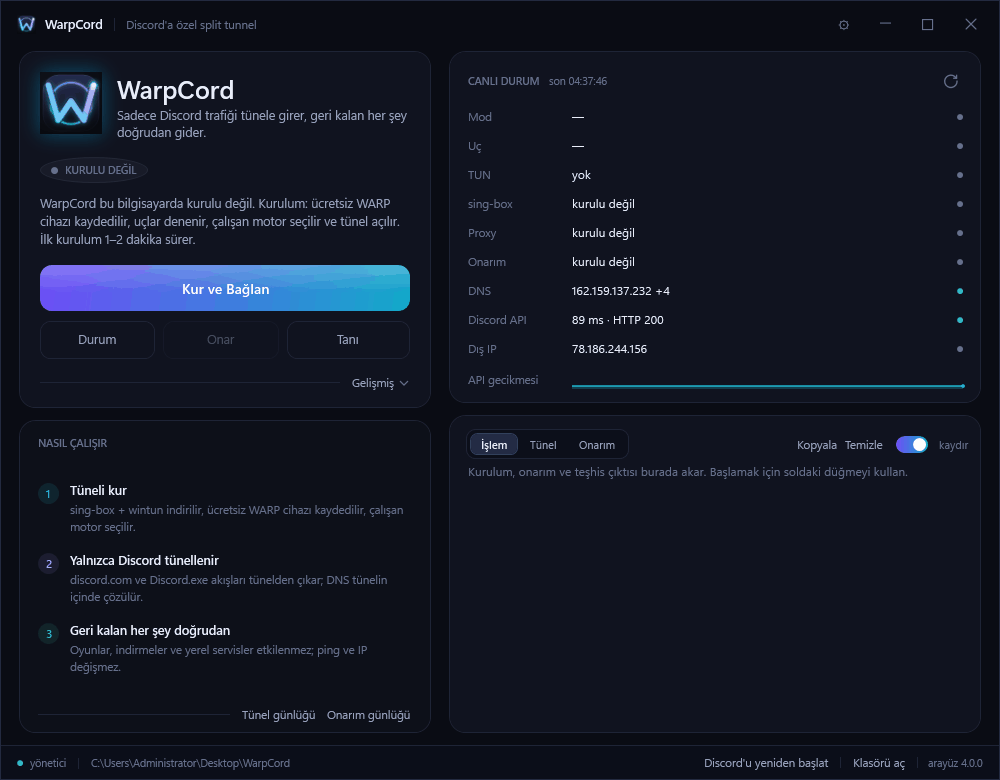 WarpCord
Discord'a özel split tunnel
WarpCord
Sadece Discord trafiği tünele girer, geri kalan her şey
doğrudan gider.
KURULU DEĞİL
WarpCord bu bilgisayarda kurulu değil. Kurulum: ücretsiz WARP
cihazı kaydedilir, uçlar denenir, çalışan motor seçilir ve tünel açılır.
İlk kurulum 1–2 dakika sürer.
Kur ve Bağlan
Durum Onar Tanı
Gelişmiş
NASIL ÇALIŞIR
1 Tüneli kur
sing-box + wintun indirilir, ücretsiz WARP cihazı kaydedilir, çalışan
motor seçilir.
2 Yalnızca Discord tünellenir
discord.com ve Discord.exe akışları tünelden çıkar; DNS tünelin
içinde çözülür.
3 Geri kalan her şey doğrudan
Oyunlar, indirmeler ve yerel servisler etkilenmez; ping ve IP
değişmez.
Tünel günlüğü Onarım günlüğü
CANLI DURUM son 04:37:46
Mod —
Uç —
TUN yok
sing-box kurulu değil
Proxy kurulu değil
Onarım kurulu değil
DNS 162.159.137.232 +4
Discord API 89 ms · HTTP 200
Dış IP 78.186.244.156
API gecikmesi
İşlem Tünel Onarım Kopyala Temizle kaydır
Kurulum, onarım ve teşhis çıktısı burada akar. Başlamak için soldaki düğmeyi kullan.
yönetici C:\Users\Administrator\Desktop\WarpCord Discord'u yeniden başlat Klasörü aç arayüz 4.0.0